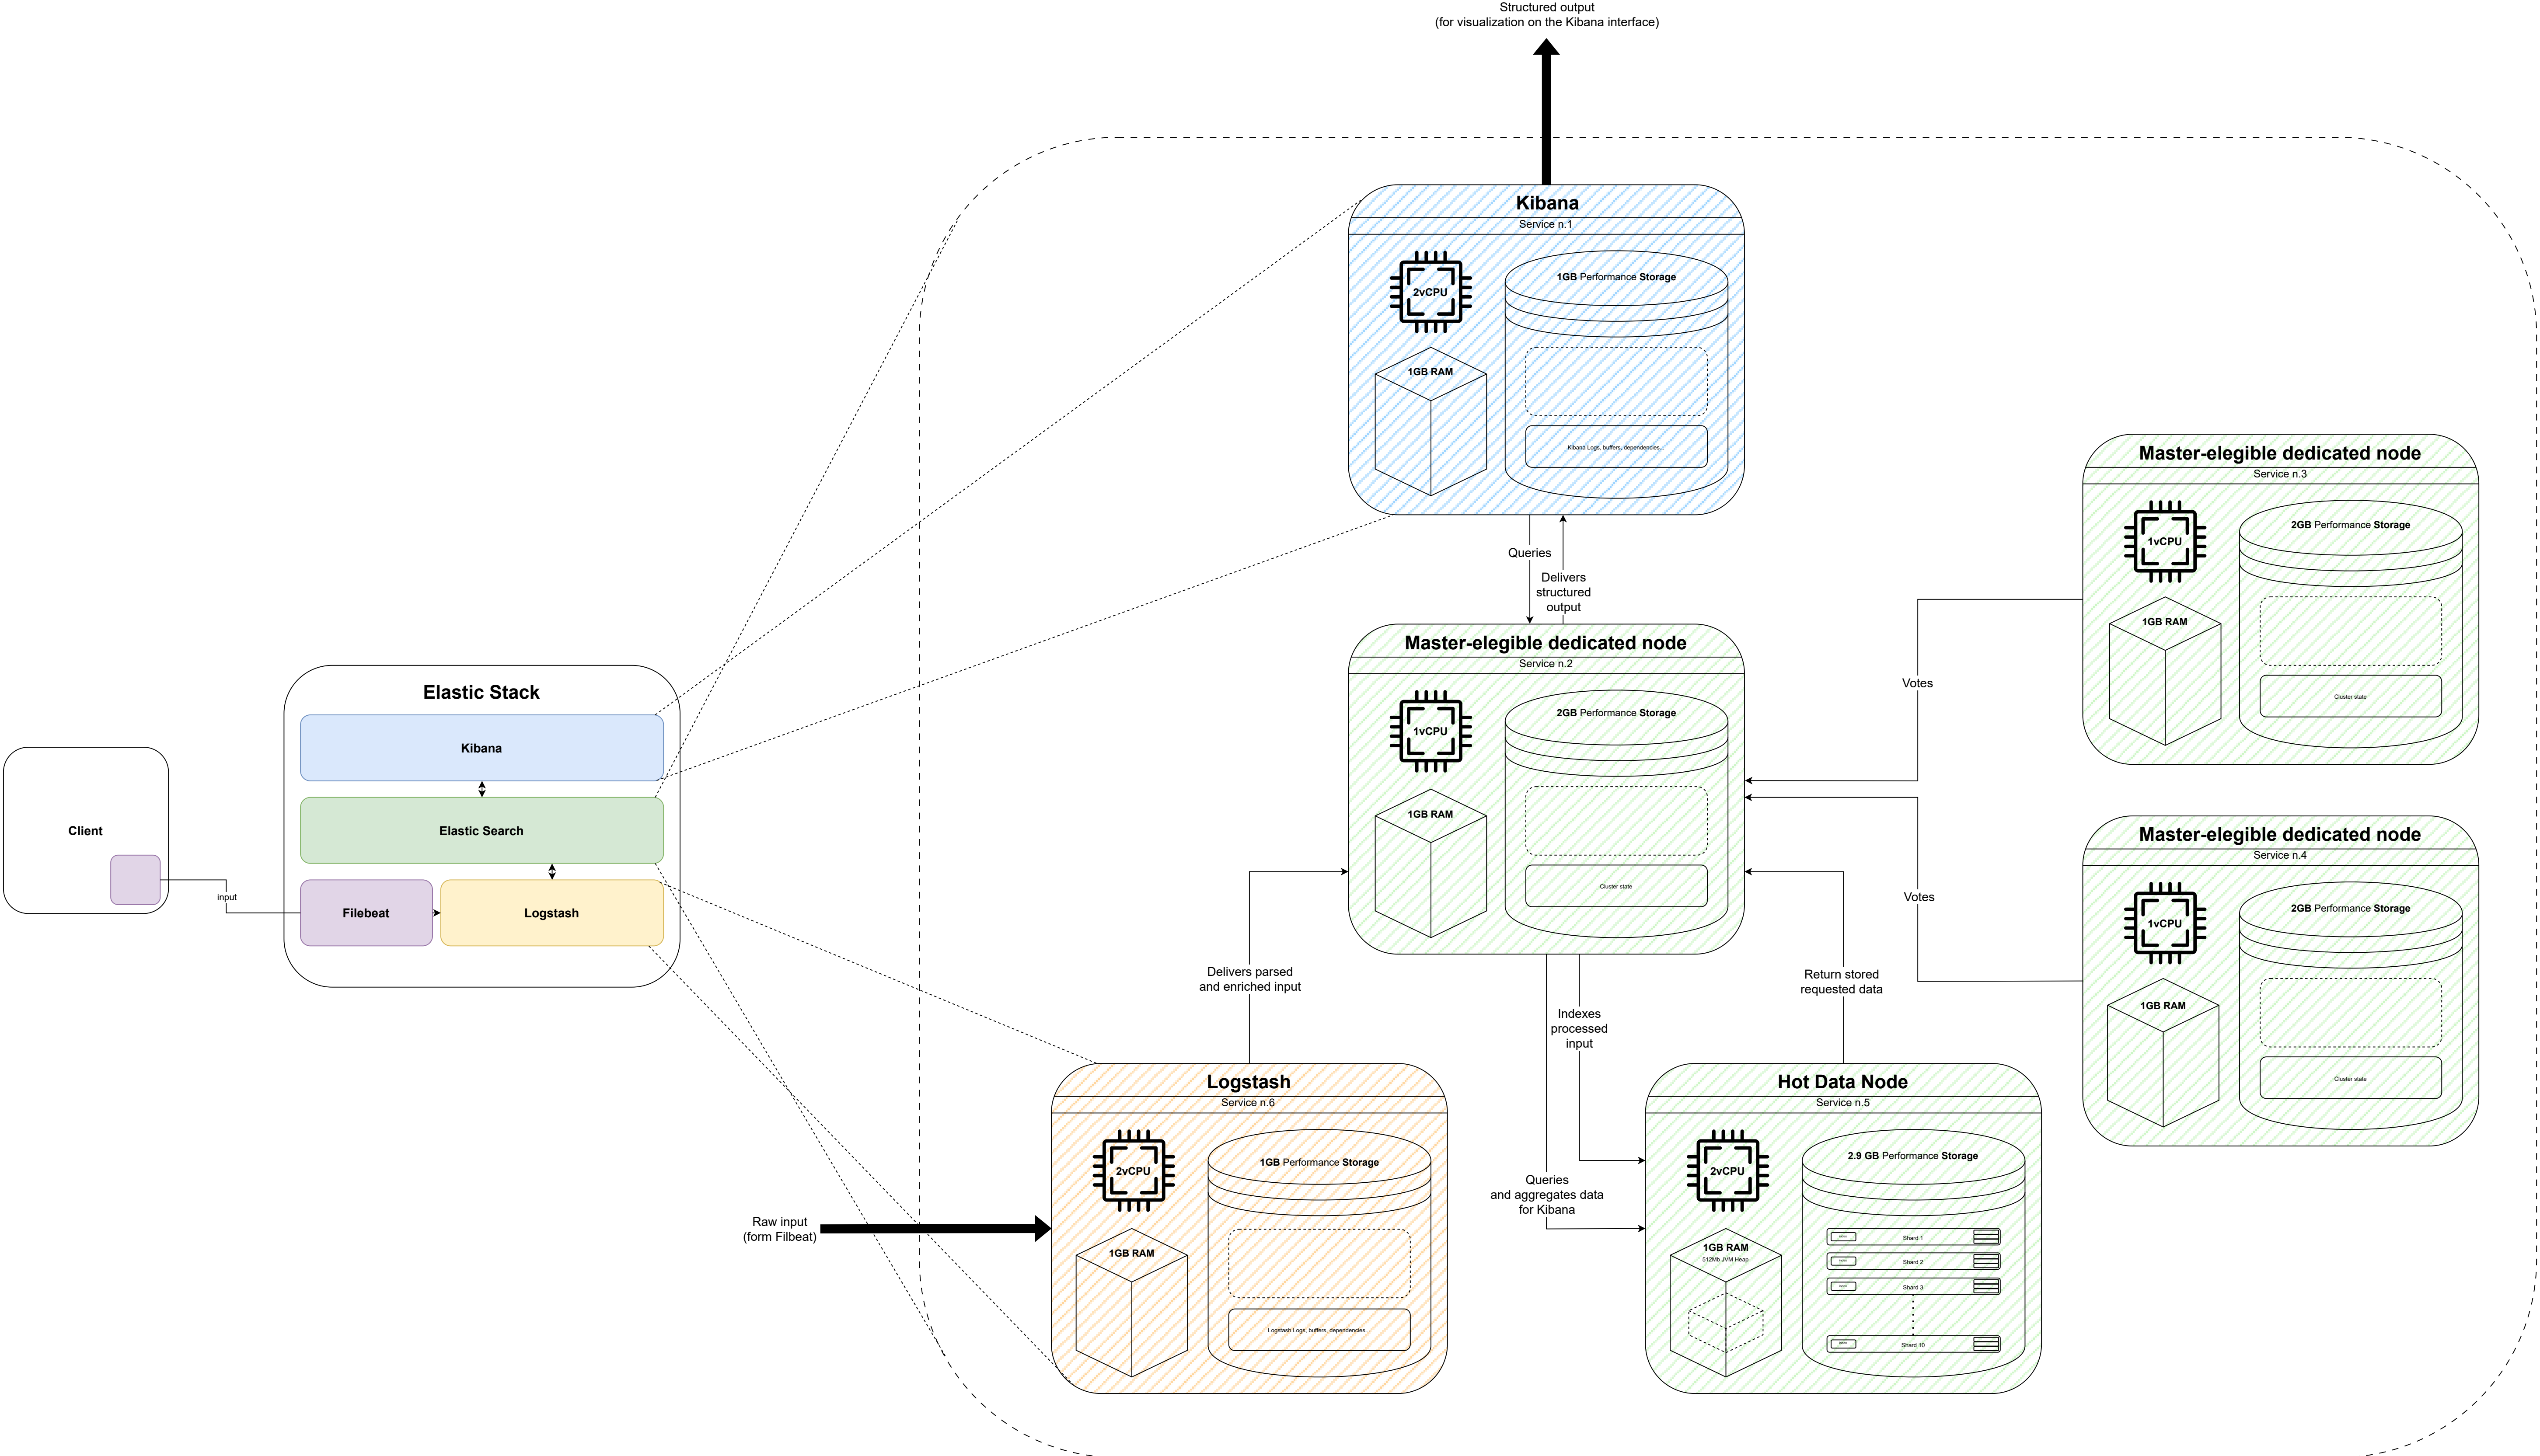 Structured output
(for visualization on the Kibana interface)
Kibana
Service n.1
2vCPU
1GB Performance Storage
1GB RAM
Kibana Logs, buffers, dependencies...
Queries
Delivers
structured
output
Master-elegible dedicated node
Service n.2
1vCPU
2GB Performance Storage
1GB RAM
Cluster state
Master-elegible dedicated node
Service n.3
1vCPU
2GB Performance Storage
1GB RAM
Cluster state
Votes
Master-elegible dedicated node
Service n.4
1vCPU
2GB Performance Storage
1GB RAM
Cluster state
Votes
Elastic Stack
Kibana
Elastic Search
Filebeat
Logstash
Client
input
Delivers parsed
and enriched input
Indexes
processed
input
Return stored
requested data
Queries
and aggregates data
for Kibana
Raw input
(form Filbeat)
Logstash
Service n.6
2vCPU
1GB Performance Storage
1GB RAM
Logstash Logs, buffers, dependencies...
Hot Data Node
Service n.5
2vCPU
2.9 GB Performance Storage
1GB RAM
512Mb JVM Heap
Shard 1
Shard 2
Shard 3
Shard 10